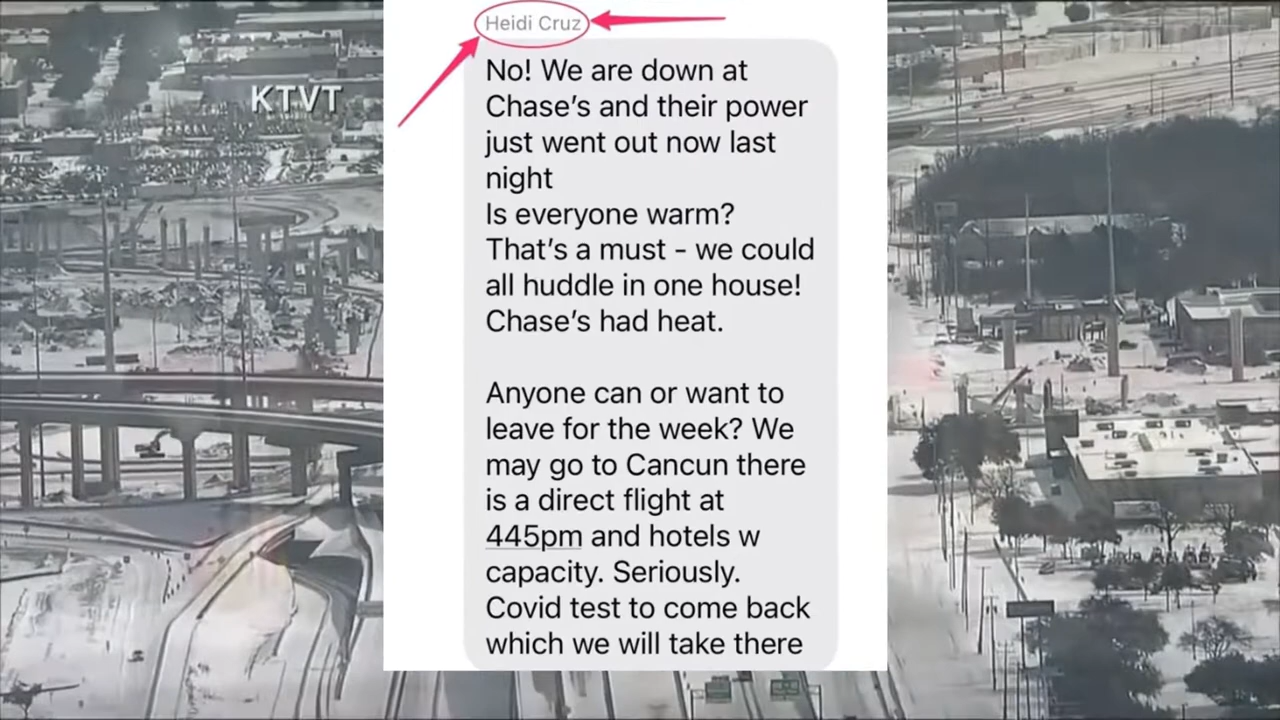 Heidi Cruz
KTVT
No! We are down at
Chase's and their power
just went out now last
night
Is everyone warm?
That's a must - we could
all huddle in one house!
Chase's had heat.
Anyone can or want to
leave for the week? We
may go to Cancun there
is a direct flight at
445pm and hotels w
capacity. Seriously.
Covid test to come back
which we will take there